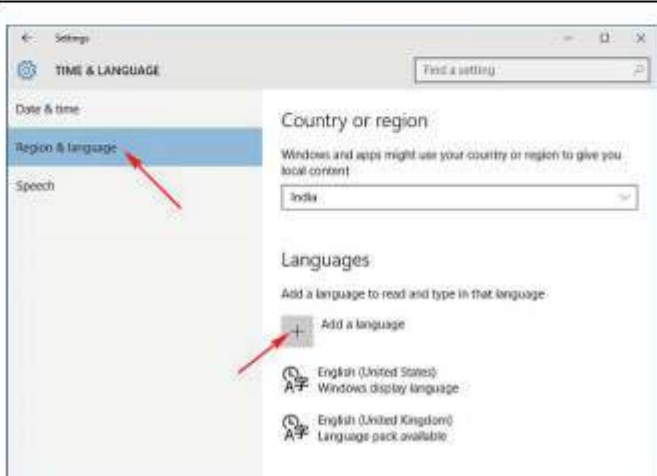 Settings
TIME & LANGUAGE
Find a setting
Date & time
Region & language
Speech
Country or region
Windows and apps might use your country or region to give you
local content
India
Languages
Add a language to read and type in that language
Add a language
English (United States)
Windows display language
English (United Kingdom)
Language pack available